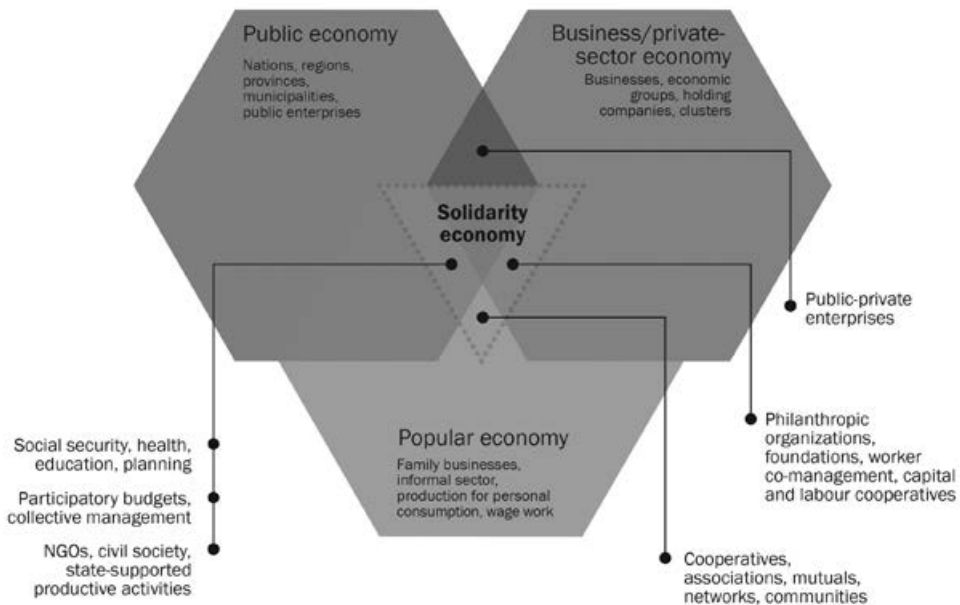 Public economy
Nations, regions,
provinces,
municipalities,
public enterprises
Business/private-
sector economy
Businesses, economic
groups, holding
companies, clusters
Solidarity
economy
Public-private
enterprises
Popular economy
Family businesses,
informal sector,
production for personal
consumption, wage work
Social security, health,
education, planning
Participatory budgets,
collective management
NGOs, civil society,
state-supported
productive activities
Philanthropic
organizations,
foundations, worker
co-management, capital
and labour cooperatives
Cooperatives,
associations, mutuals,
networks, communities